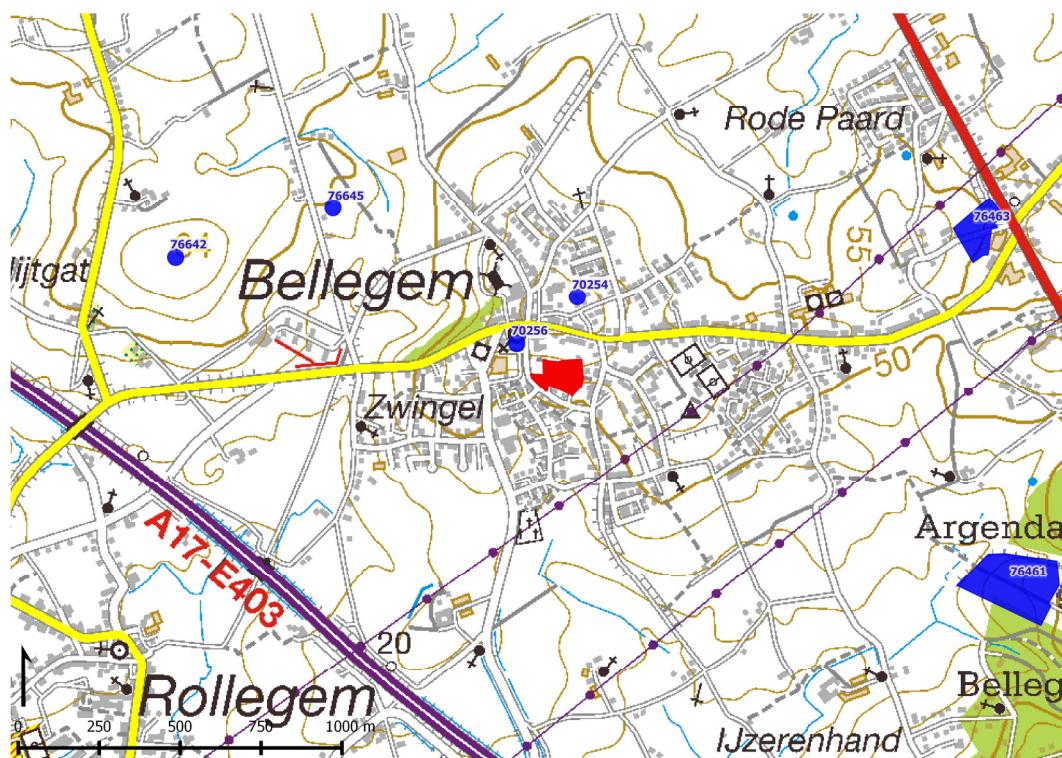 Rode Paard
76645
76463
76642
64
55
ijtgat
Bellegem
70254
70256
50
Zwingel
A17-E403
Argenda
76461
20
Rollegem
Belleg
0 250 500 750 1000 m
IJzerenhand